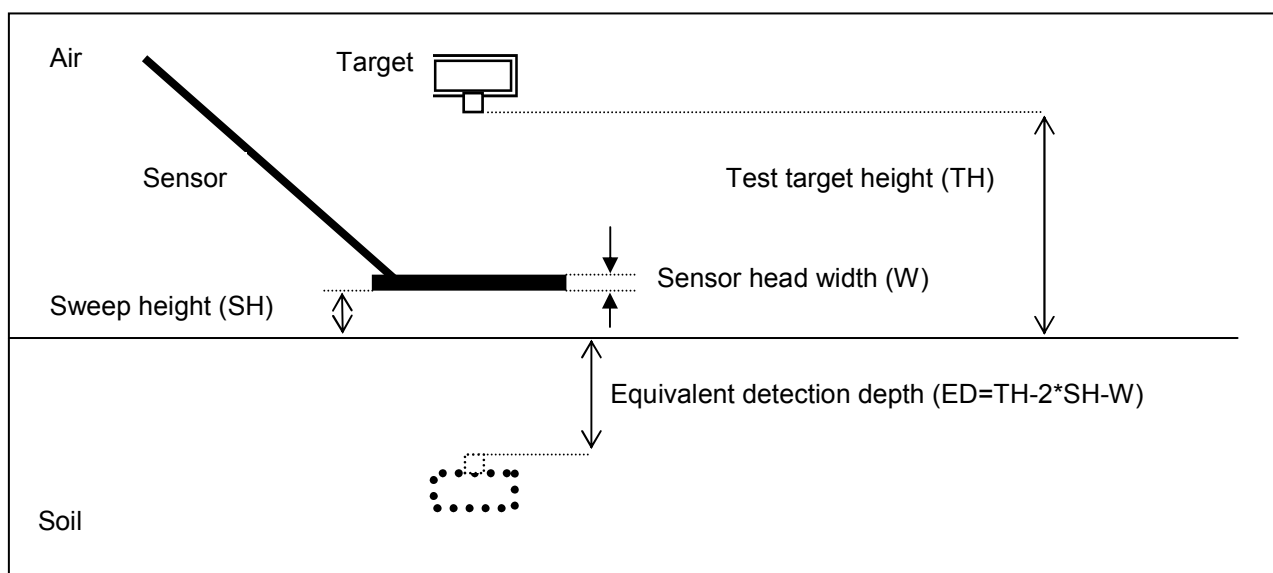 Air
Target
Sensor
Test target height (TH)
Sensor head width (W)
Sweep height (SH)
Equivalent detection depth (ED=TH-2*SH-W)
Soil